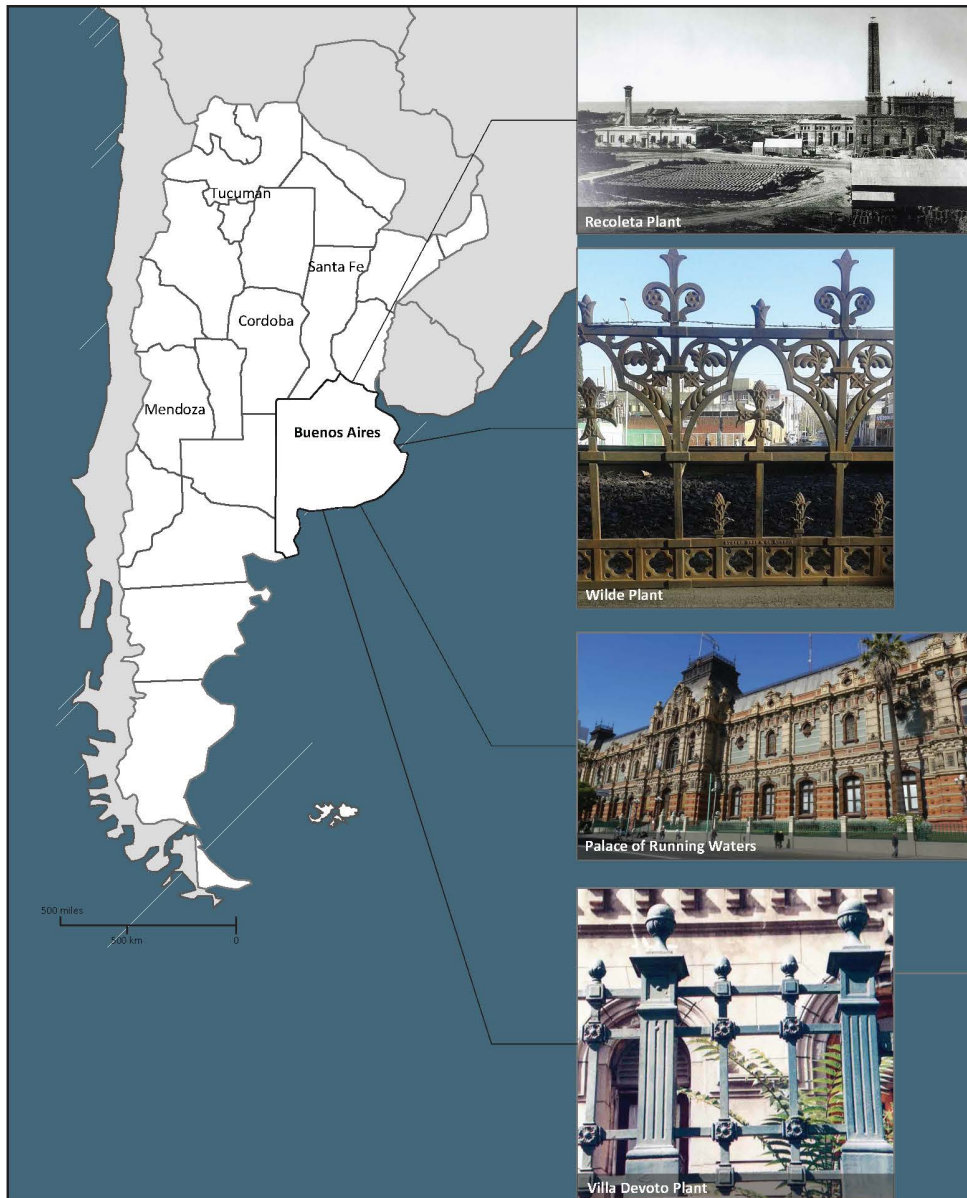 Tucumán
Santa Fe
Cordoba
Mendoza
Buenos Aires
500 miles
500 km
0
Recoleta Plant
Wilde Plant
Palace of Running Waters
Villa Devoto Plant